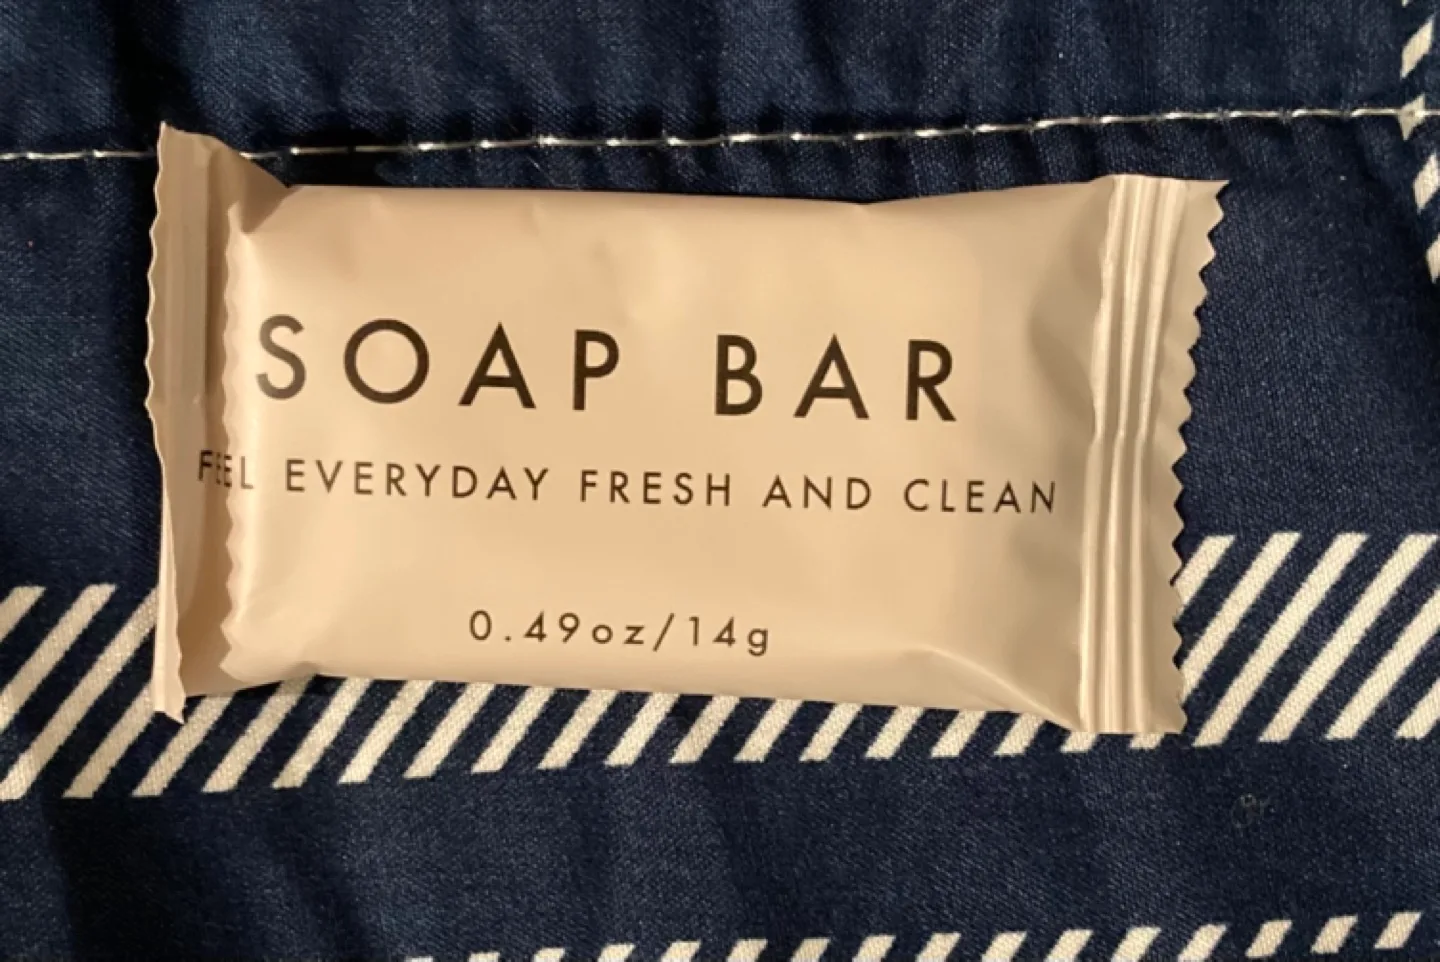 SOAP BAR
FEEL EVERYDAY FRESH AND CLEAN
0.49oz/14g